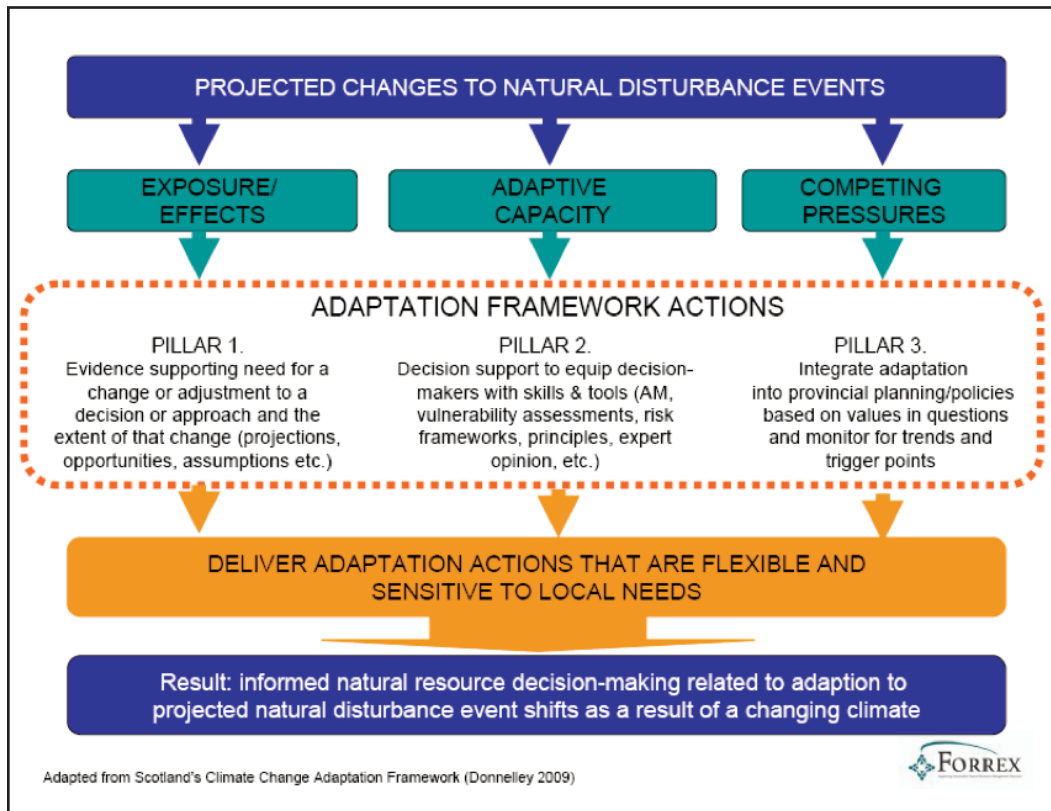 PROJECTED CHANGES TO NATURAL DISTURBANCE EVENTS
EXPOSURE/
EFFECTS
ADAPTIVE
CAPACITY
COMPETING
PRESSURES
ADAPTATION FRAMEWORK ACTIONS
PILLAR 1.
Evidence supporting need for a
change or adjustment to a
decision or approach and the
extent of that change (projections,
opportunities, assumptions etc.)
PILLAR 2.
Decision support to equip decision-
makers with skills & tools (AM,
vulnerability assessments, risk
frameworks, principles, expert
opinion, etc.)
PILLAR 3.
Integrate adaptation
into provincial planning/policies
based on values in questions
and monitor for trends and
trigger points
DELIVER ADAPTATION ACTIONS THAT ARE FLEXIBLE AND
SENSITIVE TO LOCAL NEEDS
Result: informed natural resource decision-making related to adaption to
projected natural disturbance event shifts as a result of a changing climate
Adapted from Scotland's Climate Change Adaptation Framework (Donnelley 2009)
FORREX